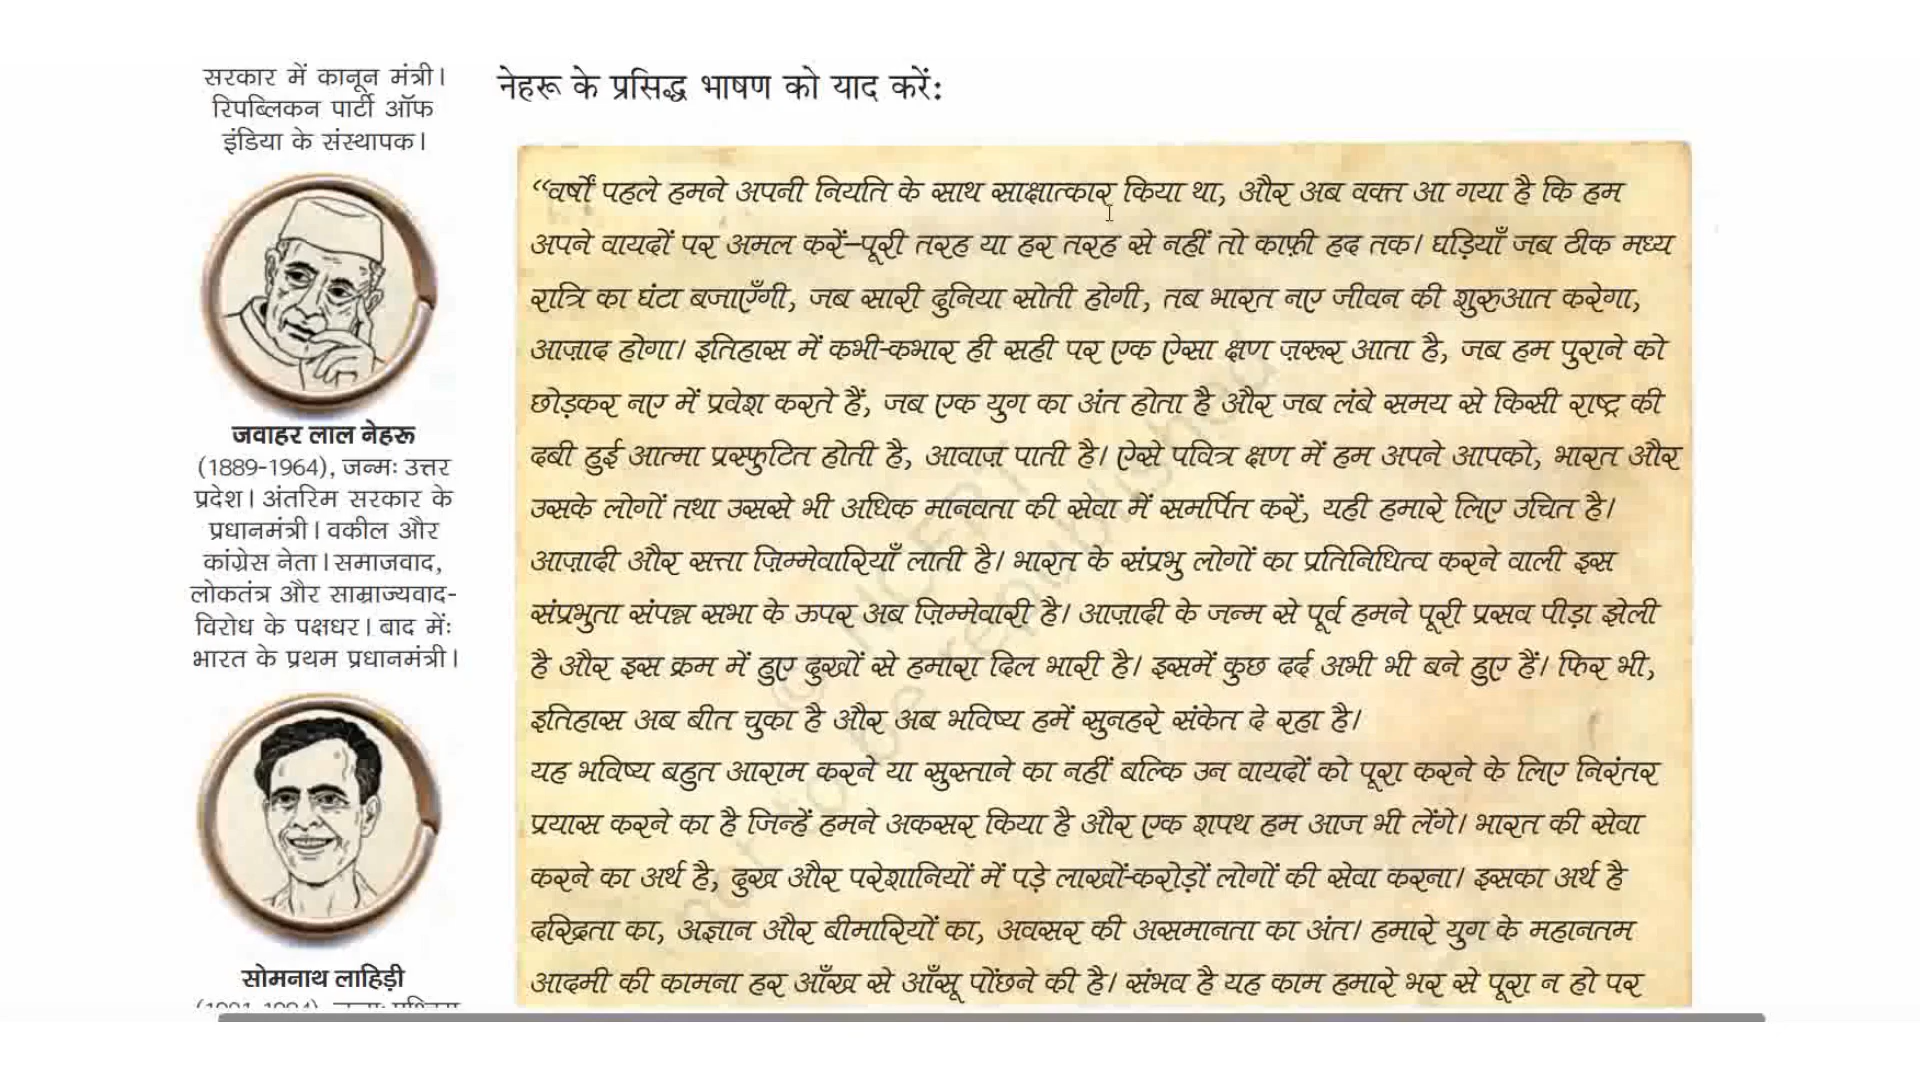 सरकार में कानून मंत्री।
रिपब्लिकन पार्टी ऑफ
इंडिया के संस्थापक।
जवाहर लाल नेहरू
(1889-1964), जन्मः उत्तर
प्रदेश। अंतरिम सरकार के
प्रधानमंत्री। वकील और
कांग्रेस नेता। समाजवाद,
लोकतंत्र और साम्राज्यवाद-
विरोध के पक्षधर। बाद मेंः
भारत के प्रथम प्रधानमंत्री।
सोमनाथ लाहिड़ी
नेहरू के प्रसिद्ध भाषण को याद करें:
“वर्षों पहले हमने अपनी नियति के साथ साक्षात्कार किया था, और अब वक्त आ गया है कि हम
अपने वायदों पर अमल करें–पूरी तरह या हर तरह से नहीं तो काफ़ी हद तक। घड़ियाँ जब ठीक मध्य
रात्रि का घंटा बजाएँगी, जब सारी दुनिया सोती होगी, तब भारत नए जीवन की शुरुआत करेगा,
आज़ाद होगा। इतिहास में कभी-कभार ही सही पर एक ऐसा क्षण ज़रूर आता है, जब हम पुराने को
छोड़कर नए में प्रवेश करते हैं, जब एक युग का अंत होता है और जब लंबे समय से किसी राष्ट्र की
दबी हुई आत्मा प्रस्फुटित होती है, आवाज़ पाती है। ऐसे पवित्र क्षण में हम अपने आपको, भारत और
उसके लोगों तथा उससे भी अधिक मानवता की सेवा में समर्पित करें, यही हमारे लिए उचित है।
आज़ादी और सत्ता ज़िम्मेवारियाँ लाती है। भारत के संप्रभु लोगों का प्रतिनिधित्व करने वाली इस
संप्रभुता संपन्न सभा के ऊपर अब ज़िम्मेवारी है। आज़ादी के जन्म से पूर्व हमने पूरी प्रसव पीड़ा झेली
है और इस क्रम में हुए दुखों से हमारा दिल भारी है। इसमें कुछ दर्द अभी भी बने हुए हैं। फिर भी,
इतिहास अब बीत चुका है और अब भविष्य हमें सुनहरे संकेत दे रहा है।
यह भविष्य बहुत आराम करने या सुस्ताने का नहीं बल्कि उन वायदों को पूरा करने के लिए निरंतर
प्रयास करने का है जिन्हें हमने अकसर किया है और एक शपथ हम आज भी लेंगे। भारत की सेवा
करने का अर्थ है, दुख और परेशानियों में पड़े लाखों-करोड़ों लोगों की सेवा करना। इसका अर्थ है
दरिद्रता का, अज्ञान और बीमारियों का, अवसर की असमानता का अंत। हमारे युग के महानतम
आदमी की कामना हर आँख से आँसू पोंछने की है। संभव है यह काम हमारे भर से पूरा न हो पर
© NCERT
not to be republished